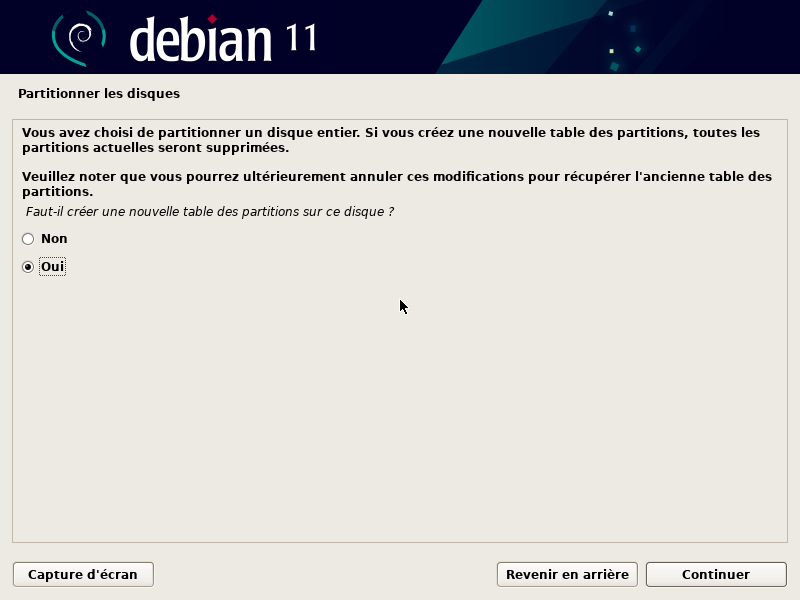 debian 11
Partitionner les disques
Vous avez choisi de partitionner un disque entier. Si vous créez une nouvelle table des partitions, toutes les
partitions actuelles seront supprimées.
Veuillez noter que vous pourrez ultérieurement annuler ces modifications pour récupérer l'ancienne table des
partitions.
Faut-il créer une nouvelle table des partitions sur ce disque ?
Non
Oui
Capture d'écran
Revenir en arrière
Continuer